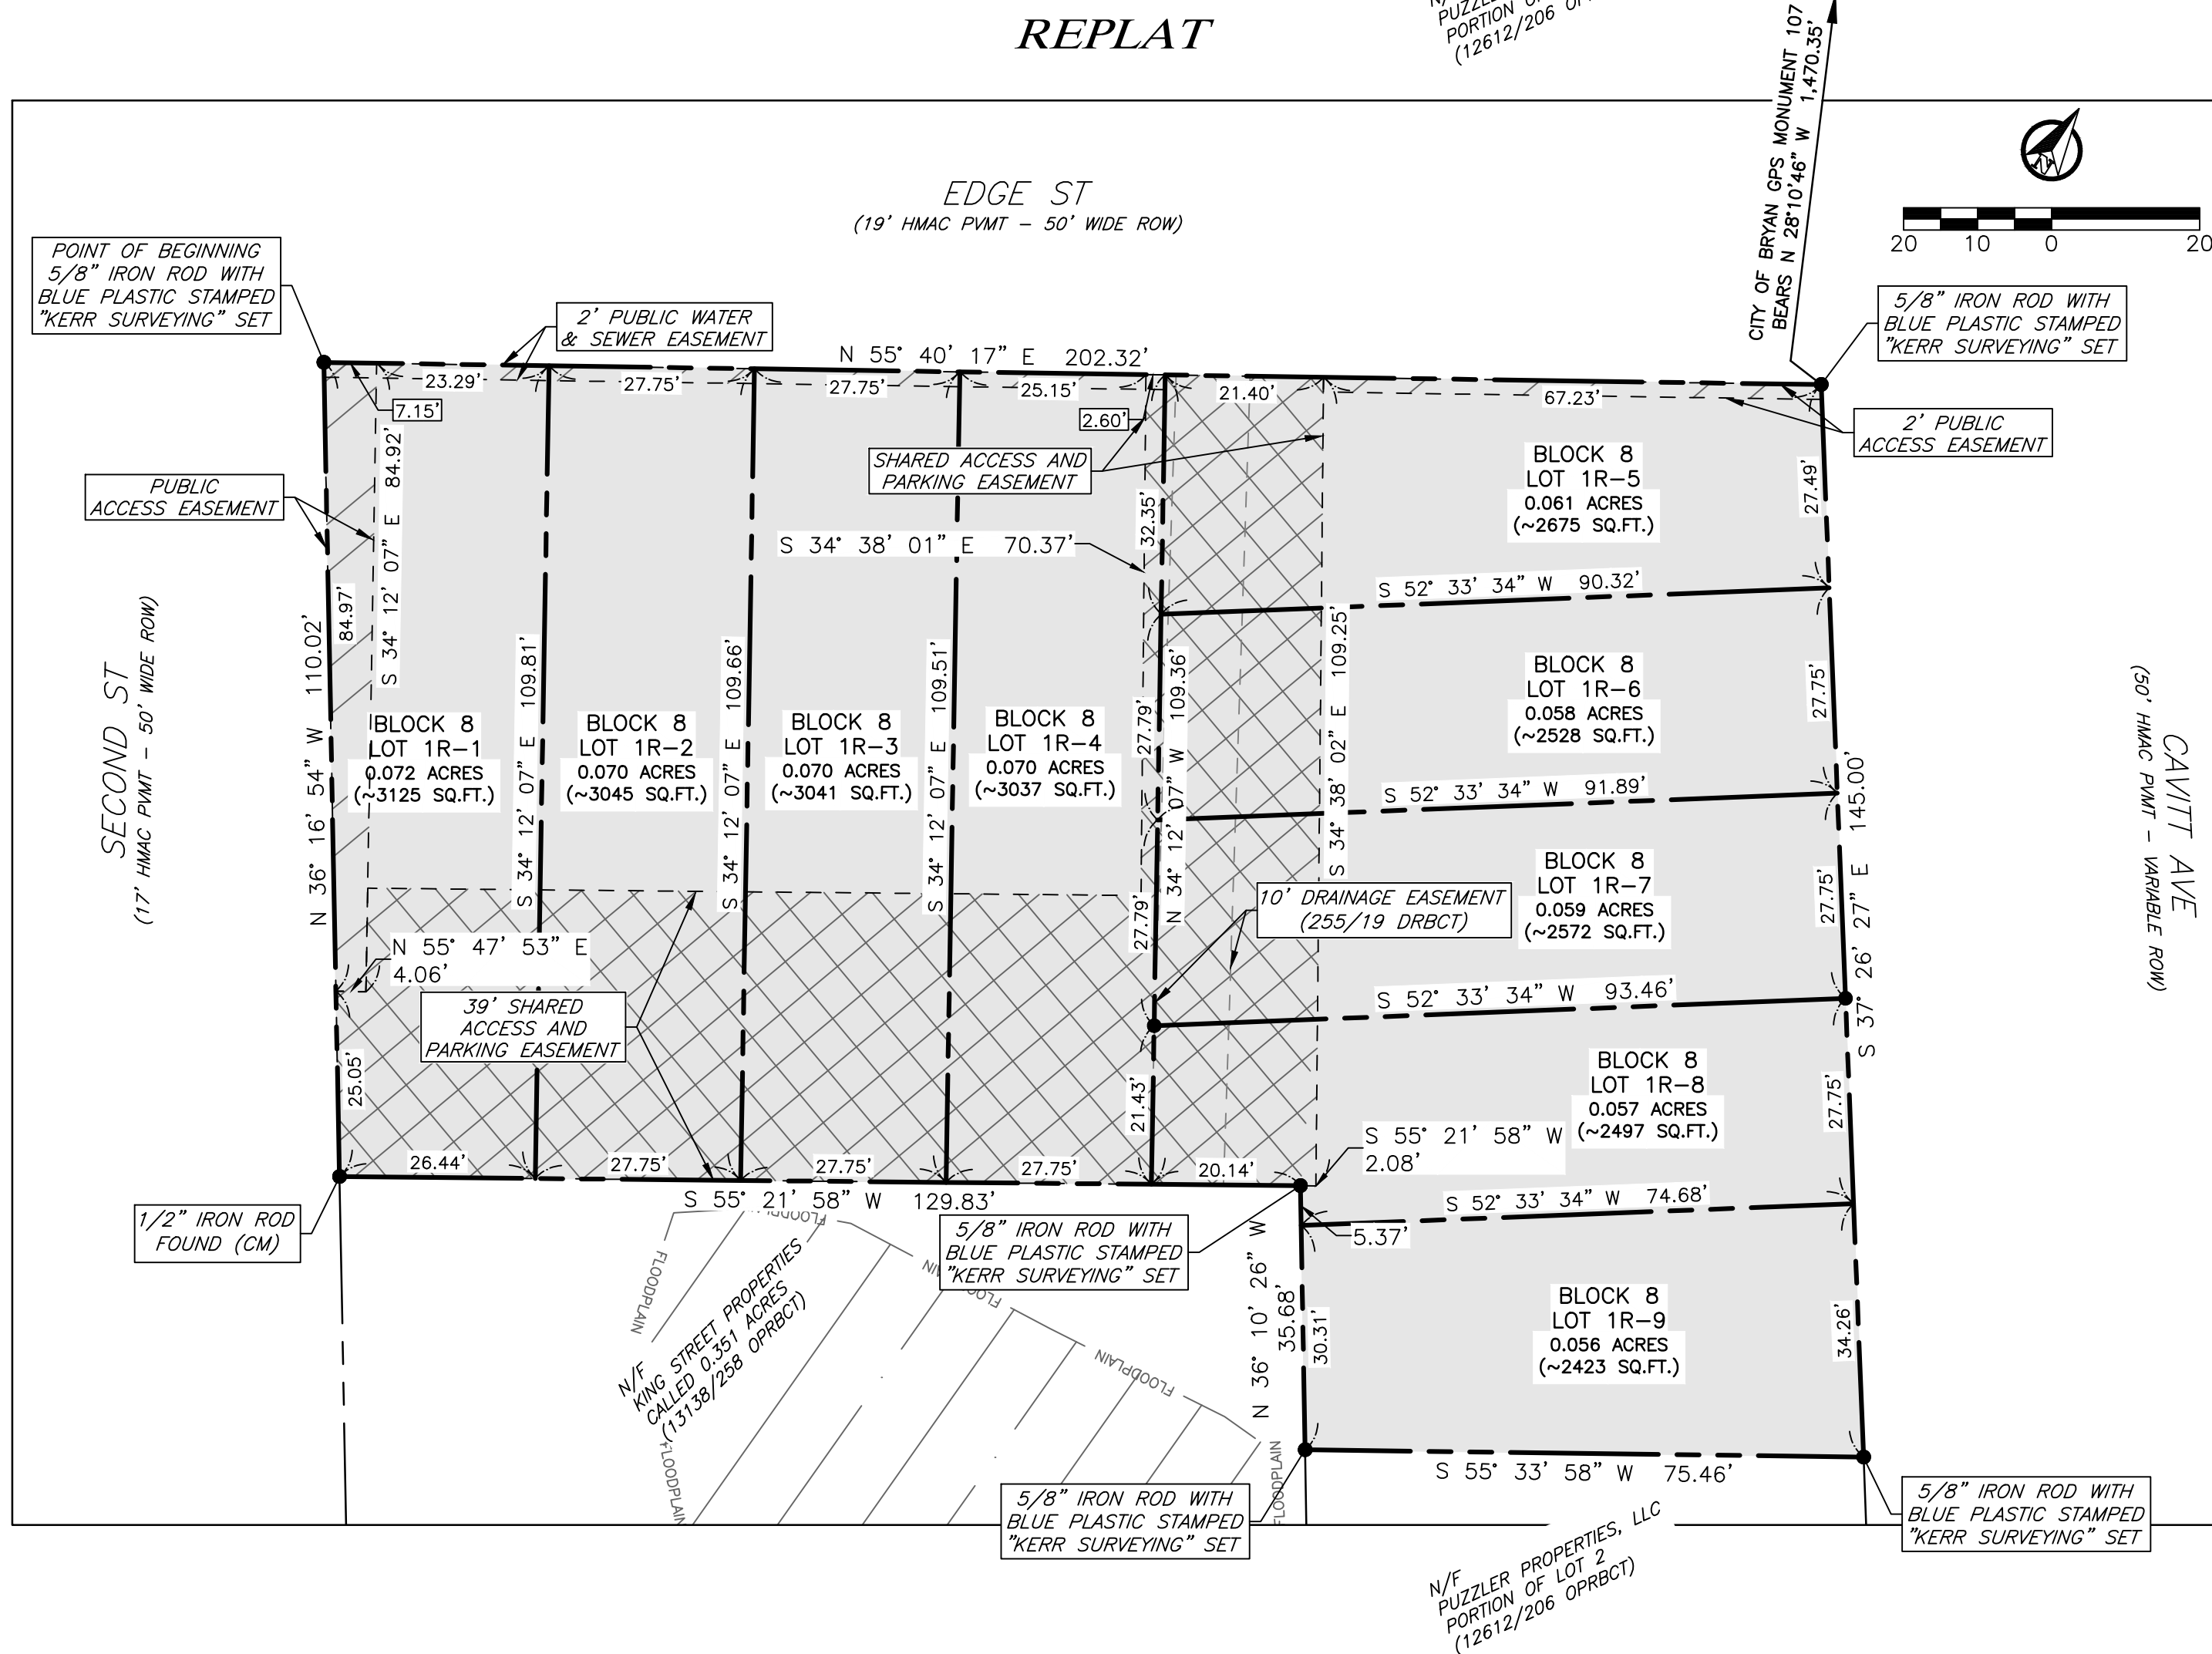 REPLAT
PORTION OF
(12612/206
CITY OF BRYAN GPS MONUMENT 107
BEARS N 28°10'46" W 1,470.35'
EDGE ST
(19' HMAC PVMT - 50' WIDE ROW)
20 10 0 20
POINT OF BEGINNING
5/8" IRON ROD WITH
BLUE PLASTIC STAMPED
"KERR SURVEYING" SET
2' PUBLIC WATER
& SEWER EASEMENT
N 55° 40' 17" E 202.32'
5/8" IRON ROD WITH
BLUE PLASTIC STAMPED
"KERR SURVEYING" SET
23.29'
27.75'
27.75'
25.15'
21.40'
67.23'
7.15'
2.60'
2' PUBLIC
ACCESS EASEMENT
PUBLIC
ACCESS EASEMENT
SHARED ACCESS AND
PARKING EASEMENT
S 34° 12' 07" E 84.92'
84.97'
N 36° 16' 54" W 110.02'
SECOND ST
(17' HMAC PVMT - 50' WIDE ROW)
S 34° 38' 01" E 70.37'
32.35'
27.49'
BLOCK 8
LOT 1R-5
0.061 ACRES
(~2675 SQ.FT.)
S 52° 33' 34" W 90.32'
BLOCK 8
LOT 1R-6
0.058 ACRES
(~2528 SQ.FT.)
27.75'
S 52° 33' 34" W 91.89'
BLOCK 8
LOT 1R-1
0.072 ACRES
(~3125 SQ.FT.)
S 34° 12' 07" E 109.81'
BLOCK 8
LOT 1R-2
0.070 ACRES
(~3045 SQ.FT.)
S 34° 12' 07" E 109.66'
BLOCK 8
LOT 1R-3
0.070 ACRES
(~3041 SQ.FT.)
S 34° 12' 07" E 109.51'
BLOCK 8
LOT 1R-4
0.070 ACRES
(~3037 SQ.FT.)
27.79'
N 34° 12' 07" W 109.36'
S 34° 38' 02" E 109.25'
27.79'
10' DRAINAGE EASEMENT
(255/19 DRBCT)
BLOCK 8
LOT 1R-7
0.059 ACRES
(~2572 SQ.FT.)
27.75'
S 37° 26' 27" E 145.00'
CAVITT AVE
(50' HMAC PVMT - VARIABLE ROW)
S 52° 33' 34" W 93.46'
N 55° 47' 53" E
4.06'
39' SHARED
ACCESS AND
PARKING EASEMENT
25.05'
21.43'
BLOCK 8
LOT 1R-8
0.057 ACRES
(~2497 SQ.FT.)
27.75'
S 55° 21' 58" W
2.08'
26.44'
27.75'
27.75'
27.75'
20.14'
S 55° 21' 58" W 129.83'
S 52° 33' 34" W 74.68'
5.37'
1/2" IRON ROD
FOUND (CM)
5/8" IRON ROD WITH
BLUE PLASTIC STAMPED
"KERR SURVEYING" SET
FLOODPLAIN
FLOODPLAIN
N/F
KING STREET PROPERTIES
CALLED 0.351 ACRES
(13138/258 OPRBCT)
FLOODPLAIN
FLOODPLAIN
FLOODPLAIN
N 36° 10' 26" W
35.68'
30.31'
BLOCK 8
LOT 1R-9
0.056 ACRES
(~2423 SQ.FT.)
34.26'
S 55° 33' 58" W 75.46'
5/8" IRON ROD WITH
BLUE PLASTIC STAMPED
"KERR SURVEYING" SET
5/8" IRON ROD WITH
BLUE PLASTIC STAMPED
"KERR SURVEYING" SET
N/F
PUZZLER PROPERTIES, LLC
PORTION OF LOT 2
(12612/206 OPRBCT)